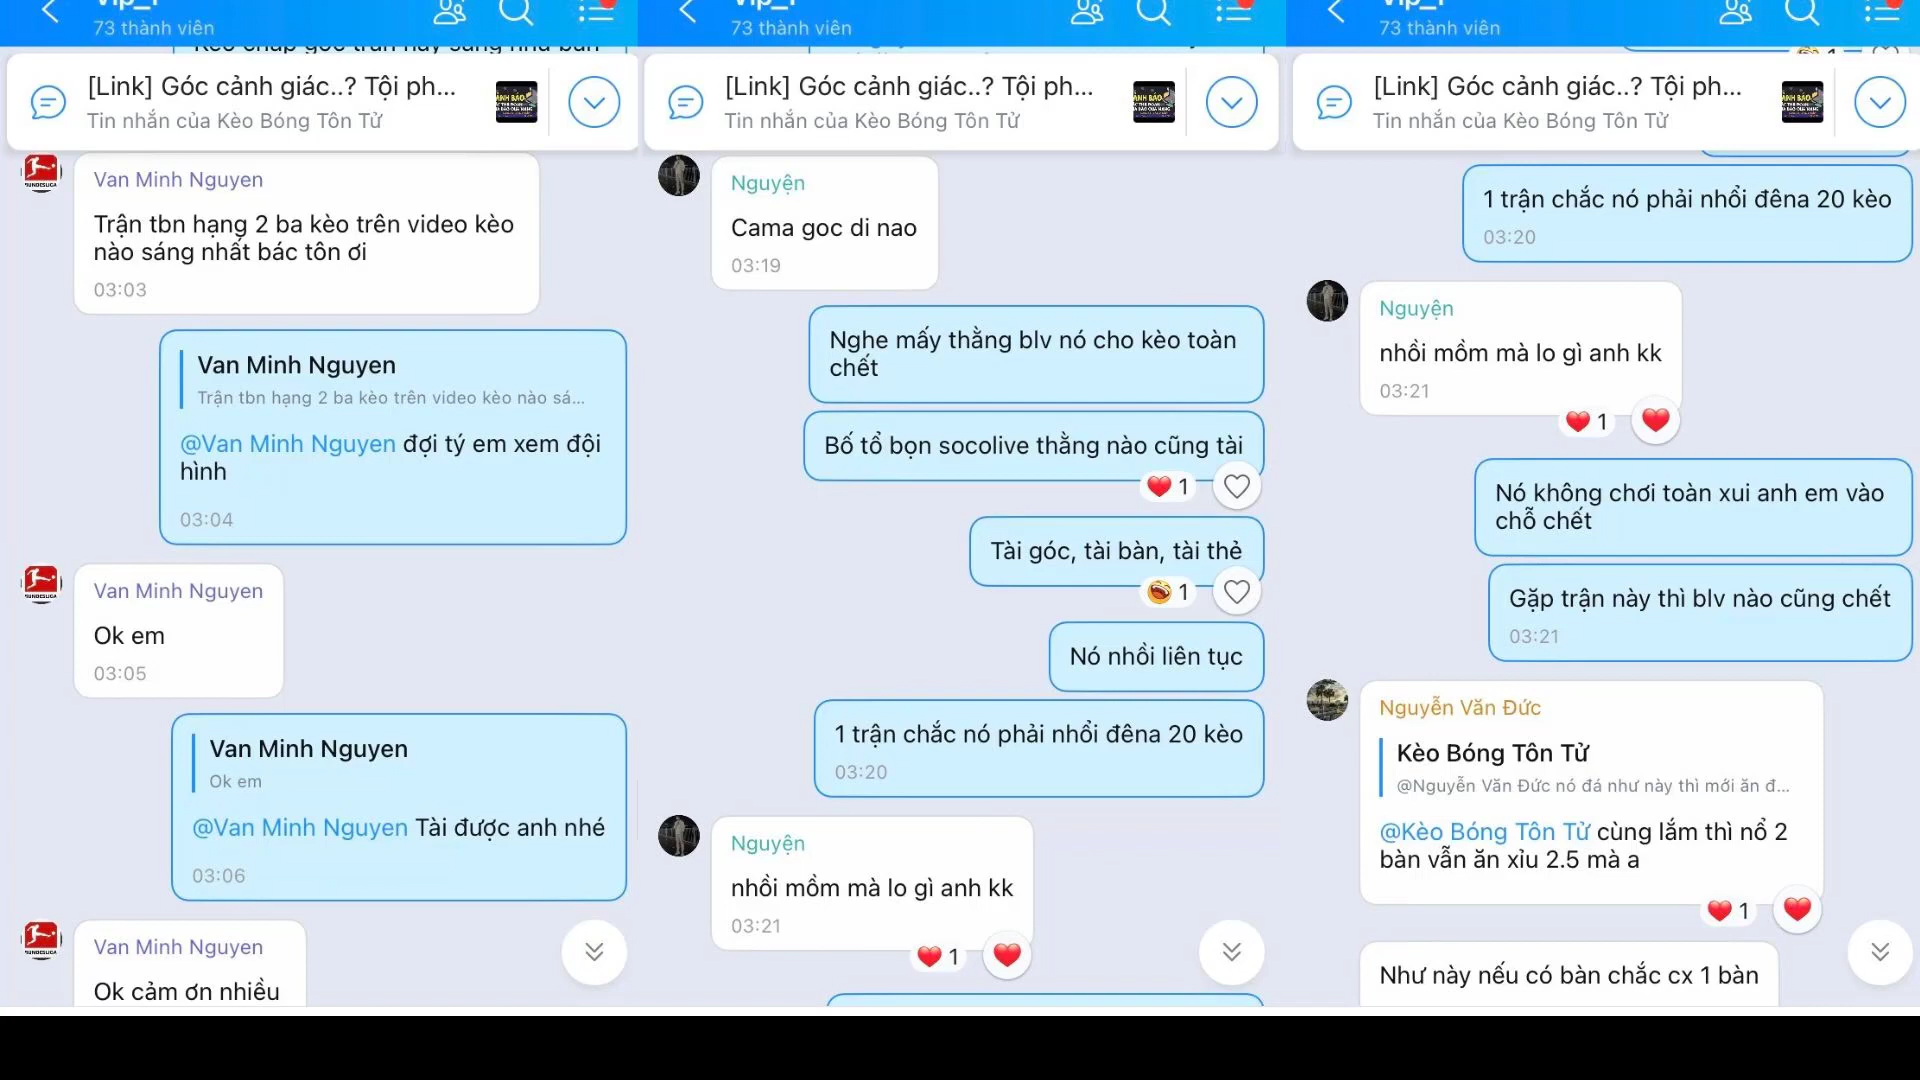 73 thành viên
[Link] Góc cảnh giác..? Tội ph...
Tin nhắn của Kèo Bóng Tôn Tử
Van Minh Nguyen
Trận tbn hạng 2 ba kèo trên video kèo
nào sáng nhất bác tôn ơi
03:03
Van Minh Nguyen
Trận tbn hạng 2 ba kèo trên video kèo nào sá...
@Van Minh Nguyen đợi tý em xem đội
hình
03:04
Van Minh Nguyen
Ok em
03:05
Van Minh Nguyen
Ok em
@Van Minh Nguyen Tài được anh nhé
03:06
Van Minh Nguyen
Ok cảm ơn nhiều
73 thành viên
[Link] Góc cảnh giác..? Tội ph...
Tin nhắn của Kèo Bóng Tôn Tử
Nguyện
Cama goc di nao
03:19
Nghe mấy thằng blv nó cho kèo toàn
chết
Bố tổ bọn socolive thằng nào cũng tài
1
Tài góc, tài bàn, tài thẻ
1
Nó nhồi liên tục
1 trận chắc nó phải nhồi đêna 20 kèo
03:20
Nguyện
nhồi mồm mà lo gì anh kk
03:21
1
73 thành viên
[Link] Góc cảnh giác..? Tội ph...
Tin nhắn của Kèo Bóng Tôn Tử
1 trận chắc nó phải nhồi đêna 20 kèo
03:20
Nguyện
nhồi mồm mà lo gì anh kk
03:21
1
Nó không chơi toàn xui anh em vào
chỗ chết
Gặp trận này thì blv nào cũng chết
03:21
Nguyễn Văn Đức
Kèo Bóng Tôn Tử
@Nguyễn Văn Đức nó đá như này thì mới ăn đ...
@Kèo Bóng Tôn Tử cùng lắm thì nổ 2
bàn vẫn ăn xỉu 2.5 mà a
1
Như này nếu có bàn chắc cx 1 bàn